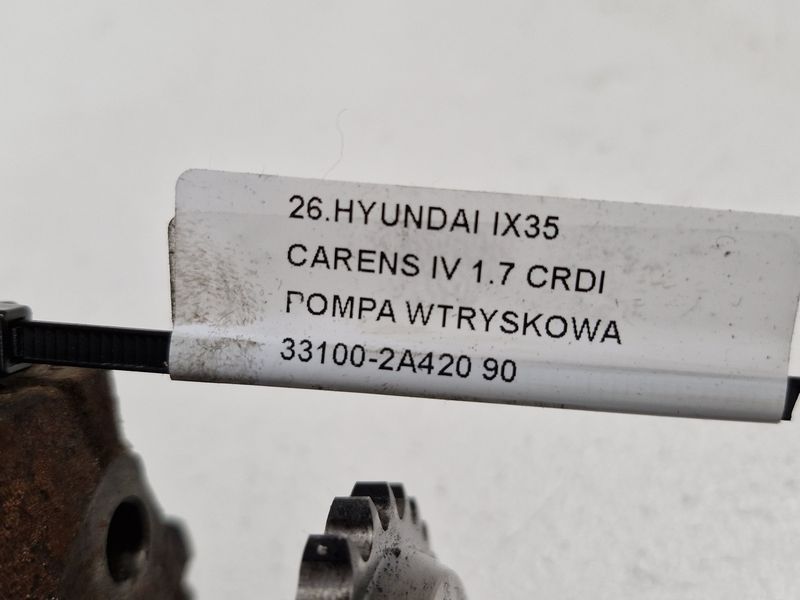 26.HYUNDAI IX35
CARENS IV 1.7 CRDI
POMPA WTRYSKOWA
33100-2A420 90